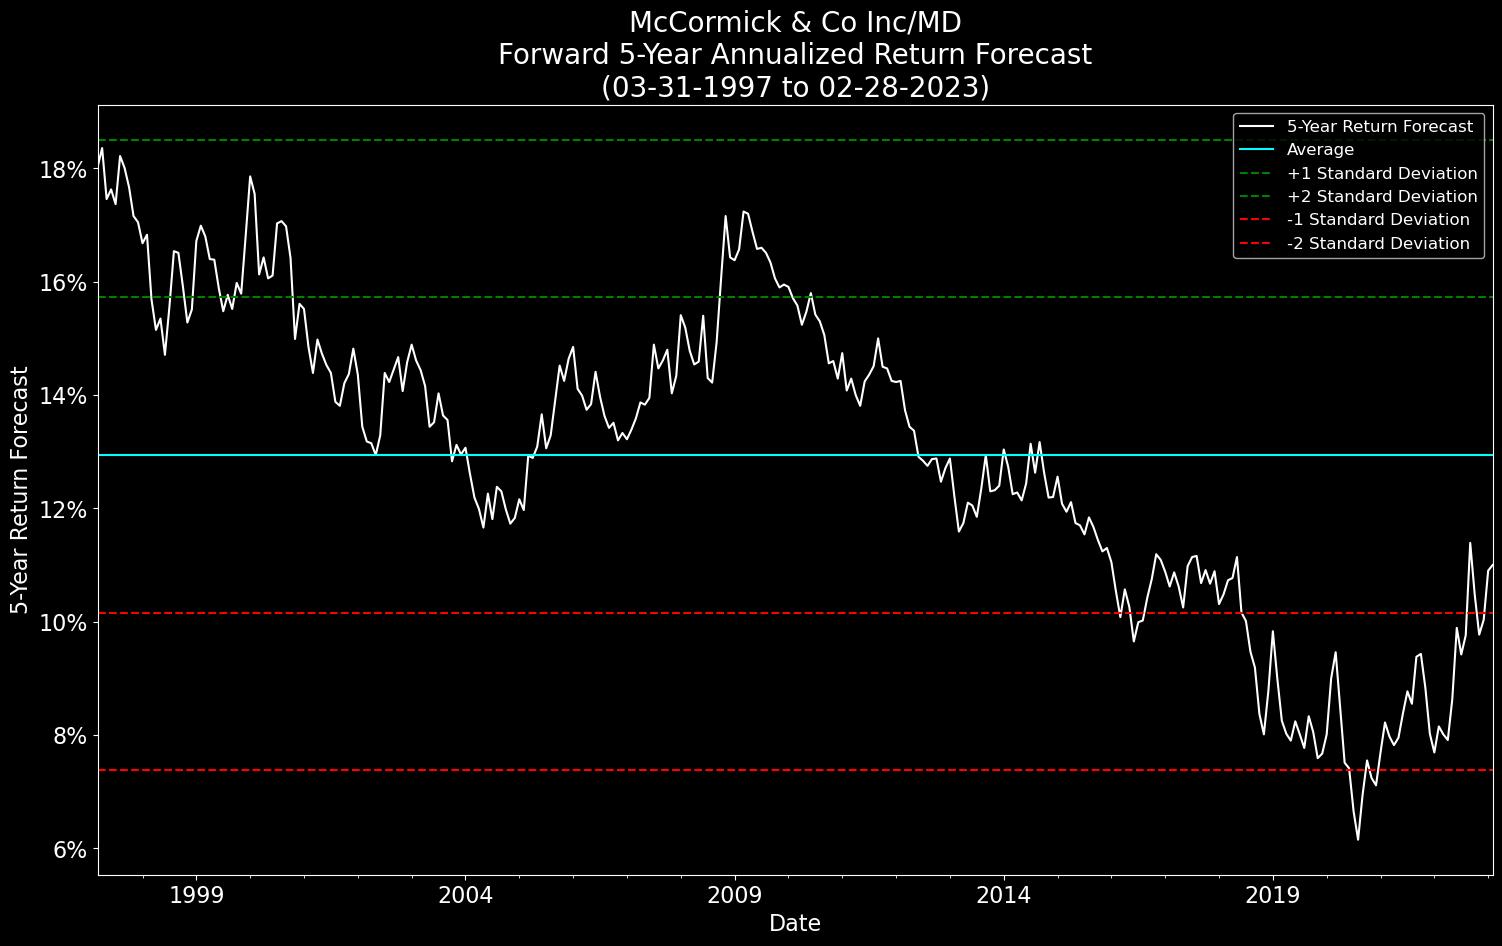 McCormick & Co Inc/MD
Forward 5-Year Annualized Return Forecast
(03-31-1997 to 02-28-2023)
5-Year Return Forecast
Average
+1 Standard Deviation
+2 Standard Deviation
-1 Standard Deviation
-2 Standard Deviation
18%
16%
14%
12%
10%
8%
6%
5-Year Return Forecast
1999
2004
2009
2014
2019
Date